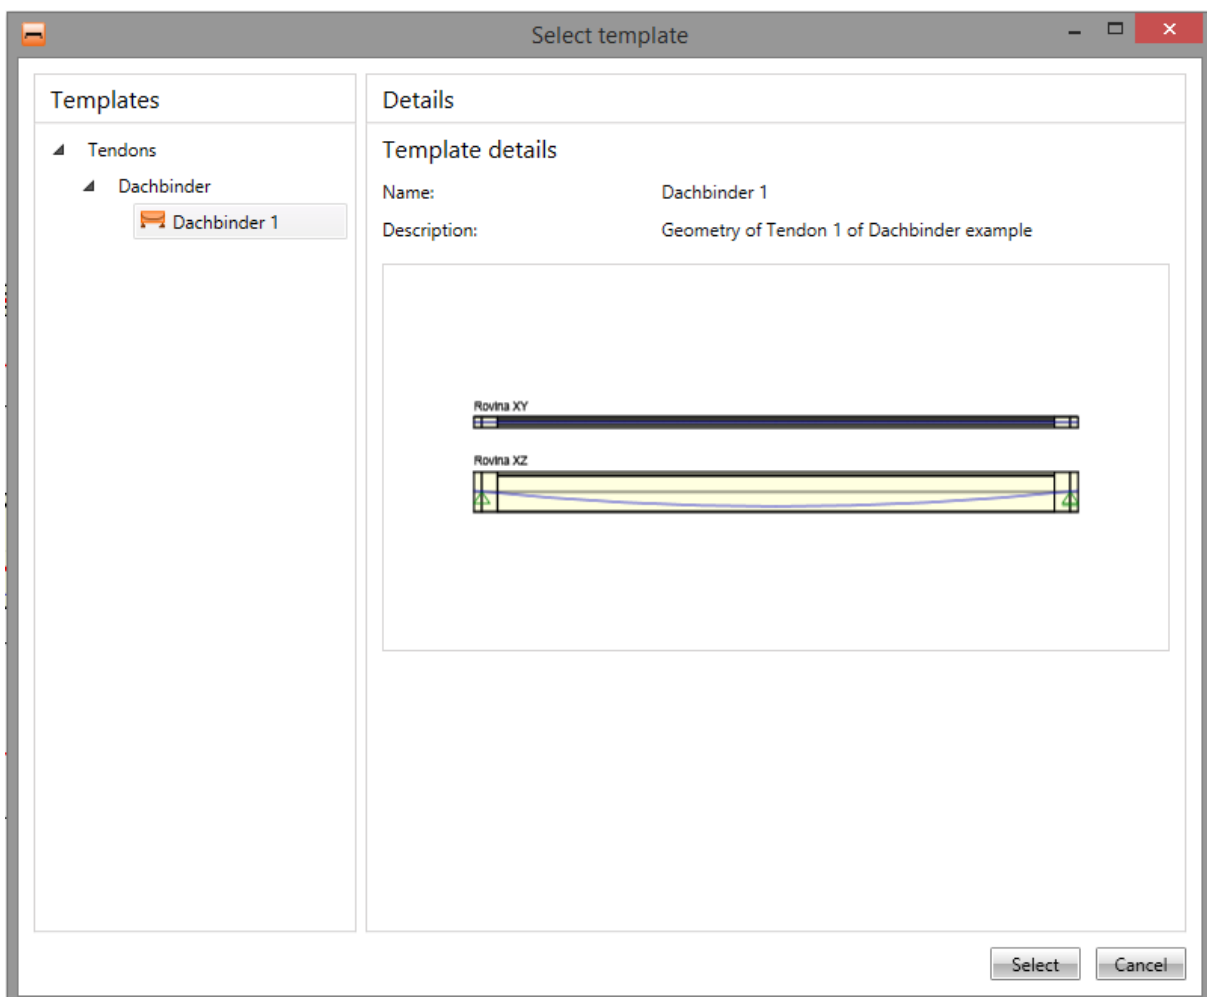 Select template
Templates
Tendons
Dachbinder
Dachbinder 1
Details
Template details
Name: Dachbinder 1
Description: Geometry of Tendon 1 of Dachbinder example
Rovina XY
Rovina XZ
Select Cancel